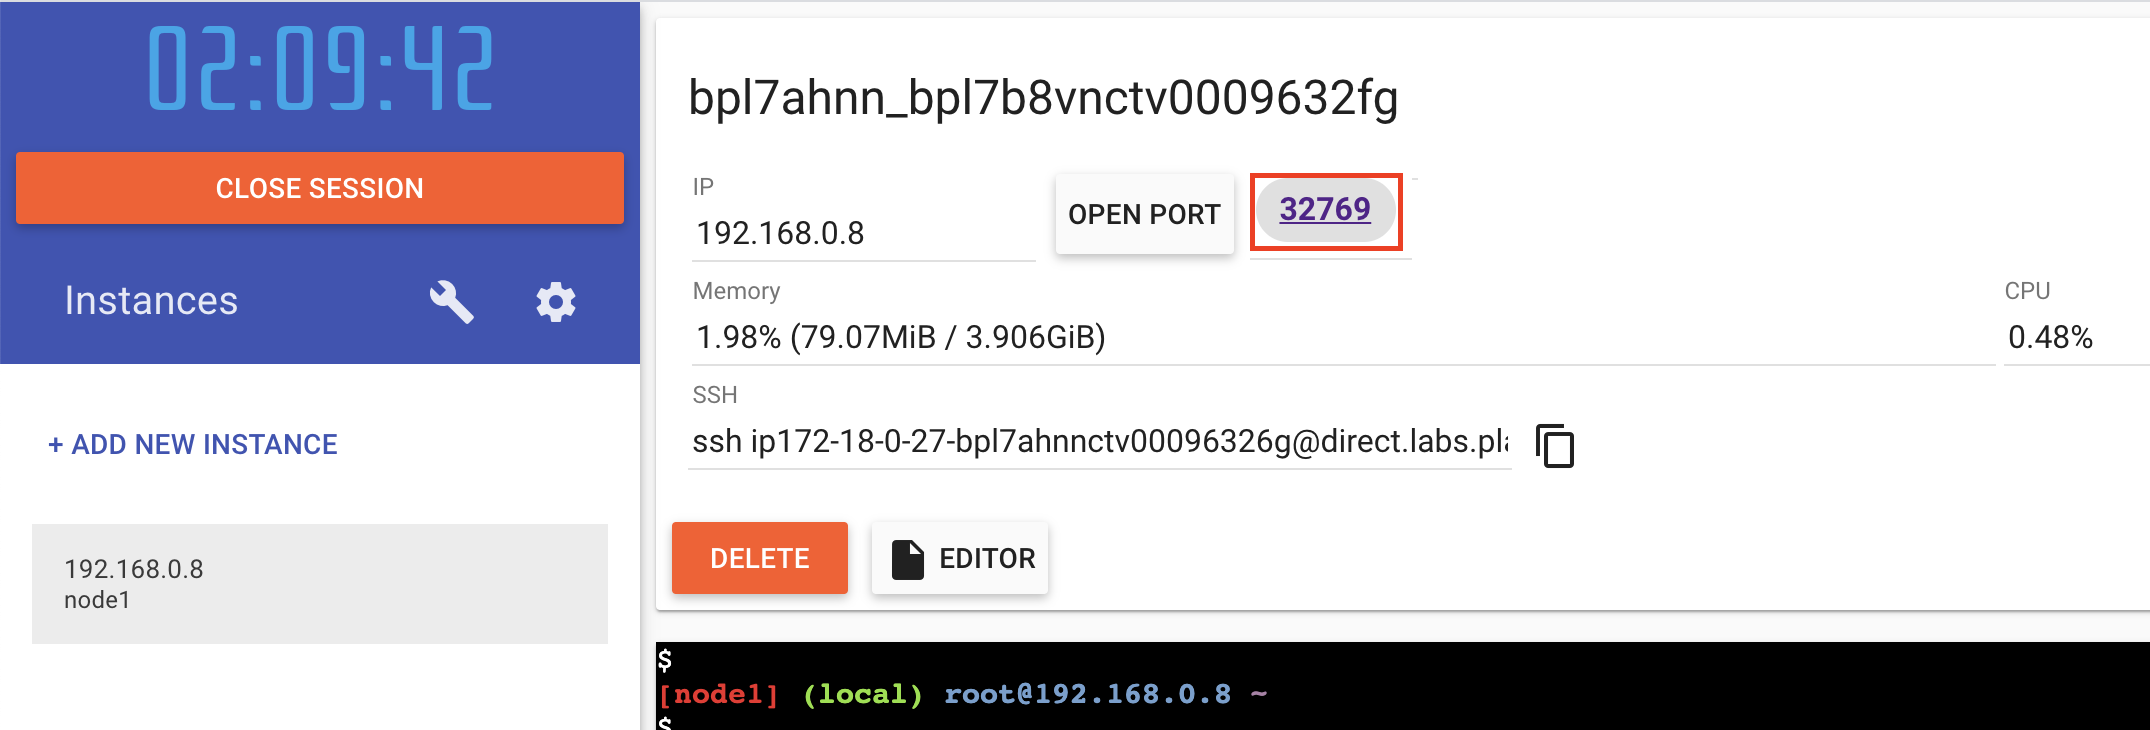 02:09:42
CLOSE SESSION
Instances
+ ADD NEW INSTANCE
192.168.0.8
node1
bpl7ahnn_bpl7b8vnctv0009632fg
IP
192.168.0.8
OPEN PORT
32769
Memory
1.98% (79.07MiB / 3.906GiB)
CPU
0.48%
SSH
ssh ip172-18-0-27-bpl7ahnnctv00096326g@direct.labs.pla
DELETE
EDITOR
$
[node1] (local) root@192.168.0.8 ~
$